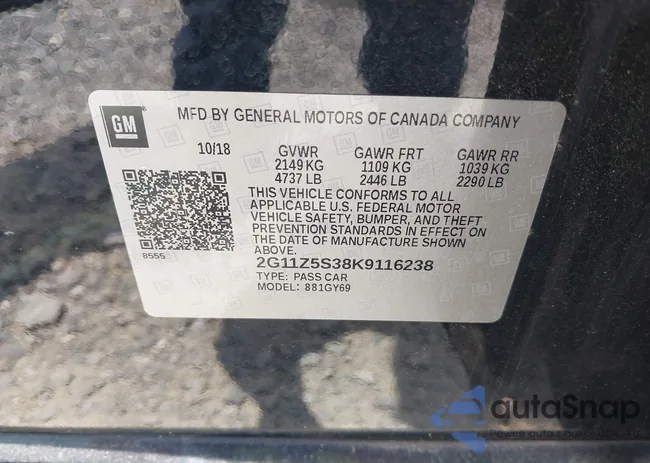 GM
MFD BY GENERAL MOTORS OF CANADA COMPANY
10/18 GVWR GAWR FRT GAWR RR
2149 KG 1109 KG 1039 KG
4737 LB 2446 LB 2290 LB
THIS VEHICLE CONFORMS TO ALL
APPLICABLE U.S. FEDERAL MOTOR
VEHICLE SAFETY, BUMPER, AND THEFT
PREVENTION STANDARDS IN EFFECT ON
THE DATE OF MANUFACTURE SHOWN
ABOVE.
8555
2G11Z5S38K9116238
TYPE: PASS CAR
MODEL: 881GY69
autaSnap